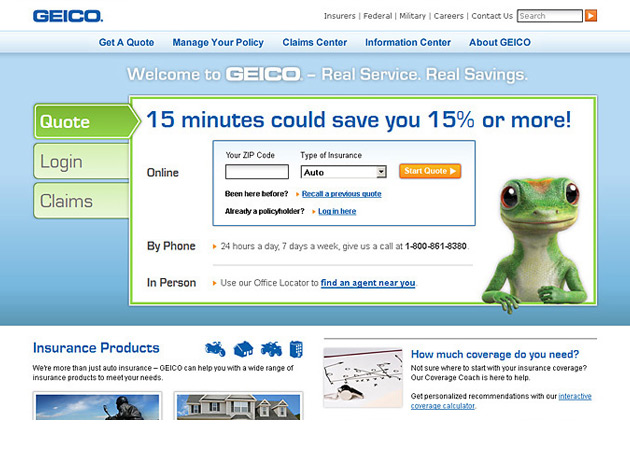 GEICO.
Insurers | Federal | Military | Careers | Contact Us
Search
Get A Quote Manage Your Policy Claims Center Information Center About GEICO
Welcome to GEICO. – Real Service. Real Savings.
Quote
Login
Claims
15 minutes could save you 15% or more!
Online
Your ZIP Code Type of Insurance
Auto
Start Quote
Been here before? Recall a previous quote
Already a policyholder? Log in here
By Phone 24 hours a day, 7 days a week, give us a call at 1-800-861-8380.
In Person Use our Office Locator to find an agent near you.
Insurance Products
We're more than just auto insurance – GEICO can help you with a wide range of
insurance products to meet your needs.
How much coverage do you need?
Not sure where to start with your insurance coverage?
Our Coverage Coach is here to help.
Get personalized recommendations with our interactive
coverage calculator.